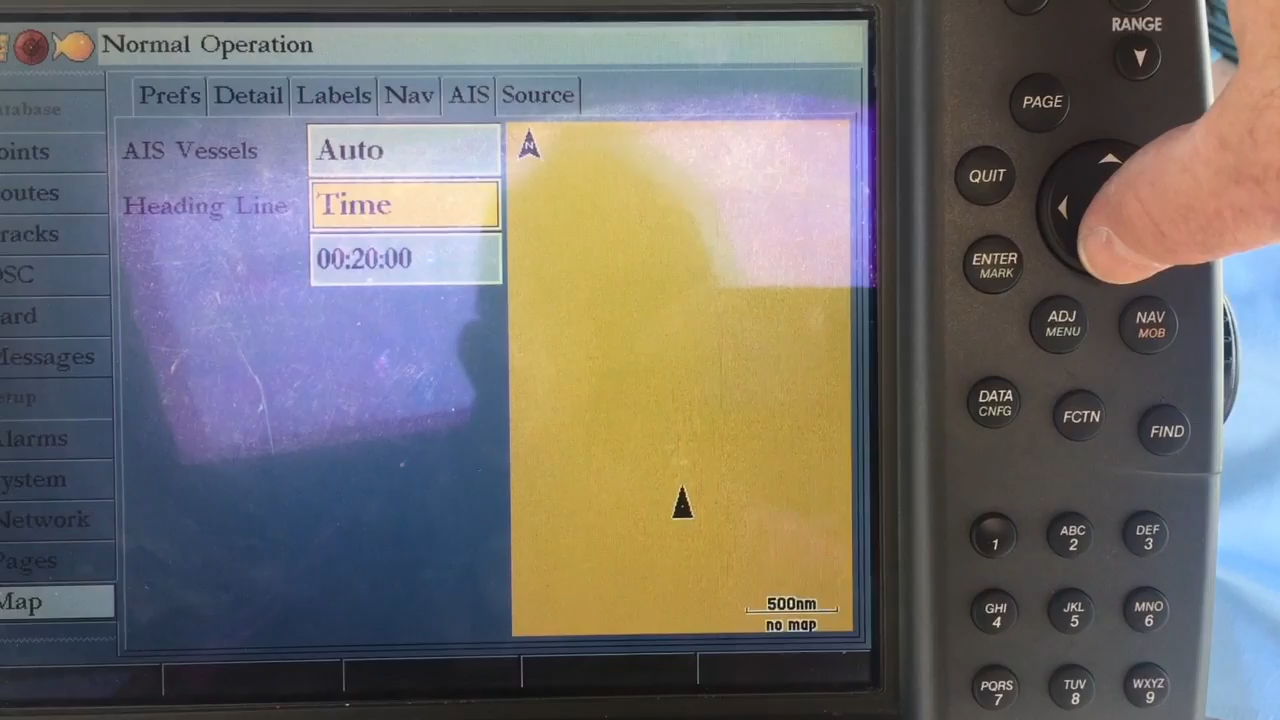 Normal Operation
Prefs Detail Labels Nav AIS Source
AIS Vessels Auto
Heading Line Time
00:20:00
N
500nm
no map
atabase
oints
outes
racks
SC
ard
Messages
etup
larms
ystem
Network
Pages
Map
RANGE
PAGE
QUIT
ENTER
MARK
ADJ
MENU
NAV
MOB
DATA
CNFG
FCTN
FIND
1
ABC
2
DEF
3
GHI
4
JKL
5
MNO
6
PQRS
7
TUV
8
WXYZ
9